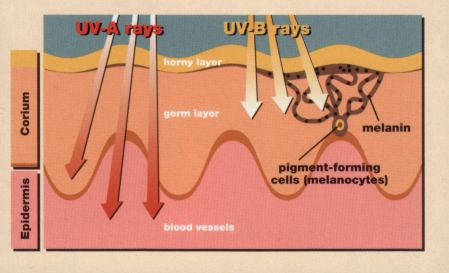 UV-A rays
UV-B rays
horny layer
Corium
germ layer
melanin
pigment-forming
cells (melanocytes)
Epidermis
blood vessels